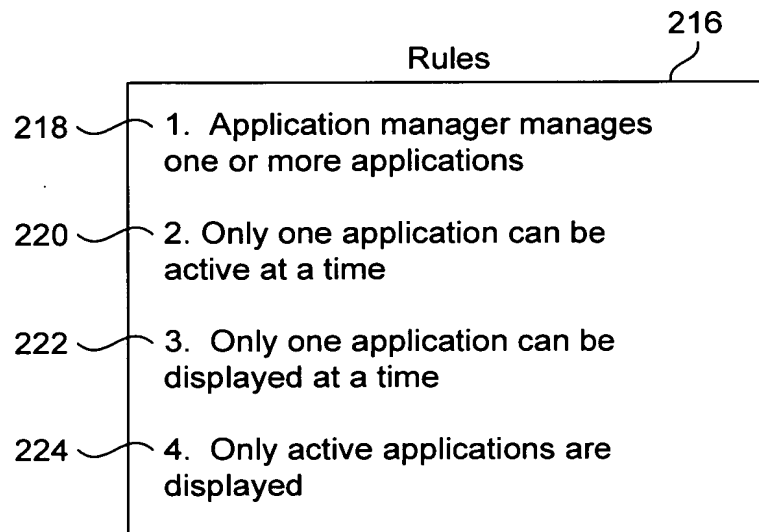 216
Rules
218 1. Application manager manages
one or more applications
220 2. Only one application can be
active at a time
222 3. Only one application can be
displayed at a time
224 4. Only active applications are
displayed